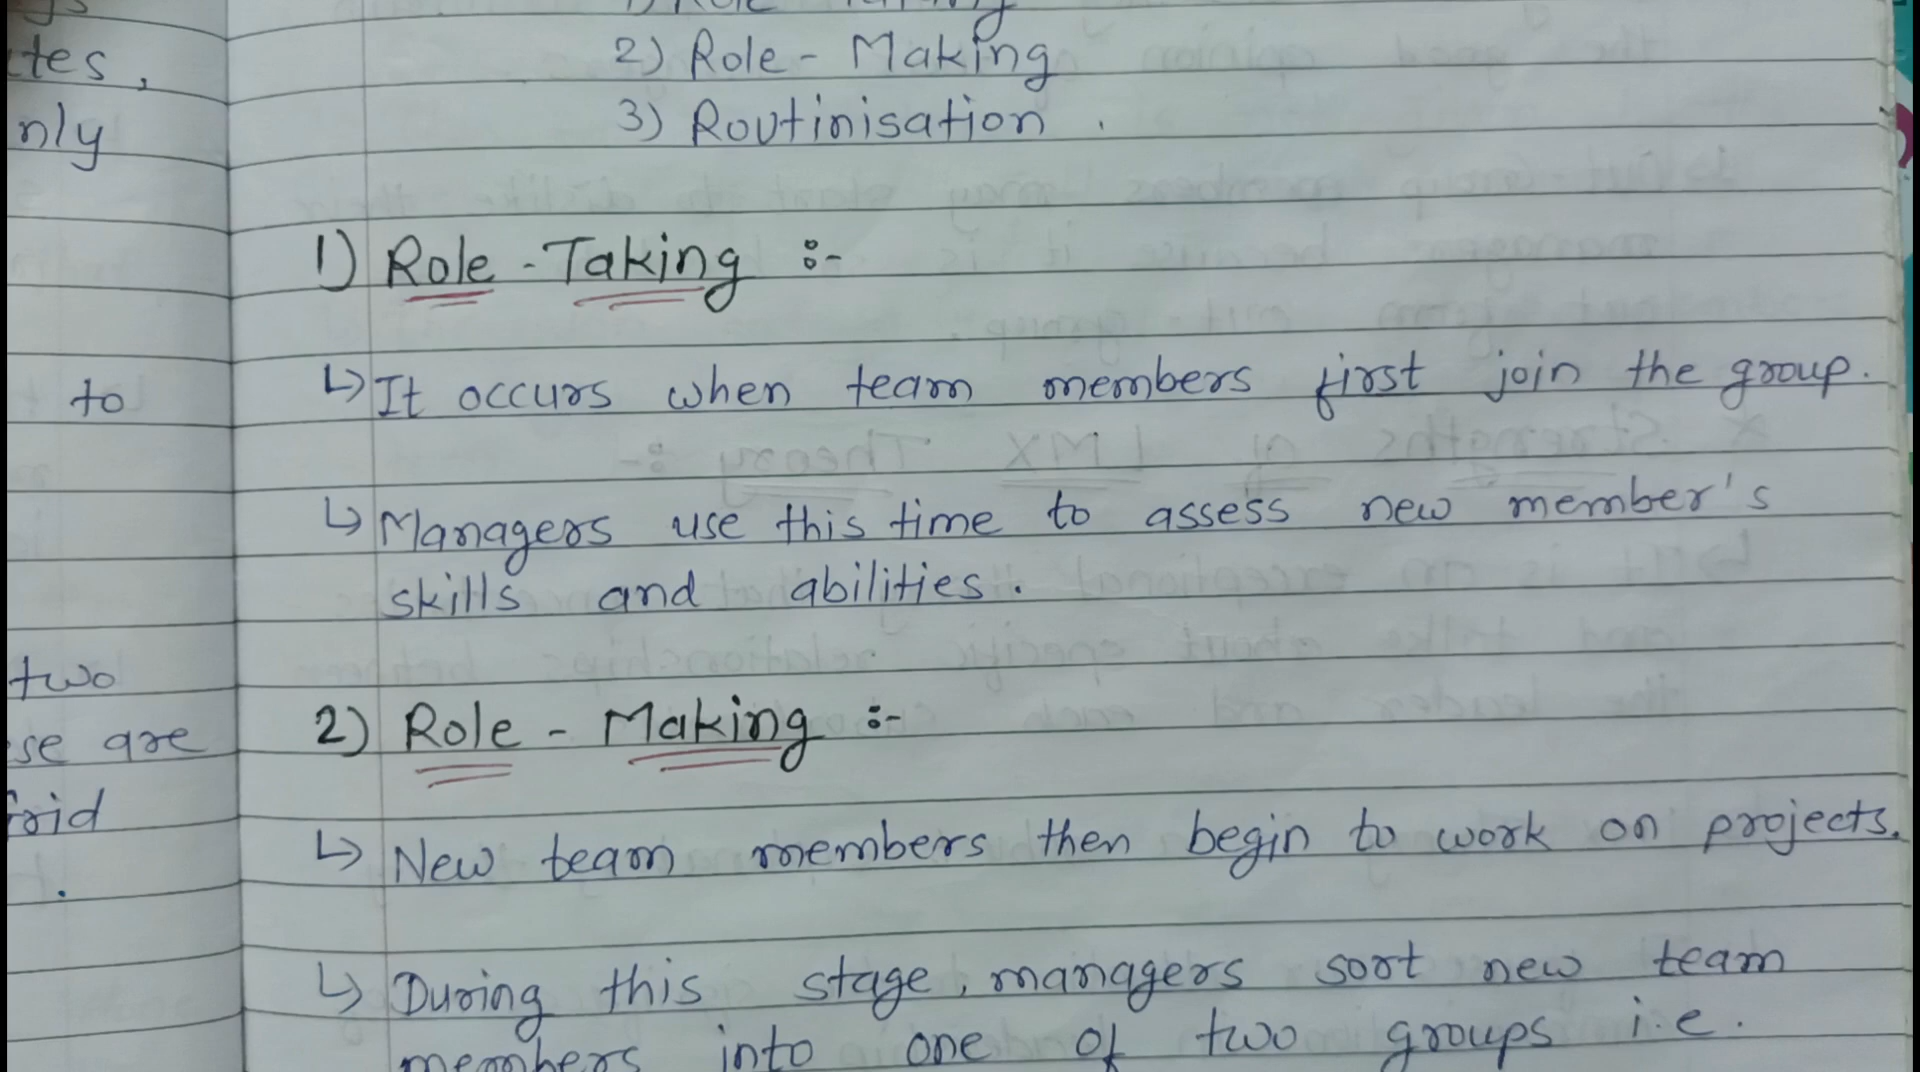 tes,
nly
to
two
se are
.
2) Role - Making
3) Routinisation .
1) Role - Taking :-
↳ It occurs when team members first join the group.
↳ Managers use this time to assess new member's
skills and abilities.
2) Role - Making :-
↳ New team members then begin to work on projects.
↳ During this stage, managers sort new team
members into one of two groups i.e.